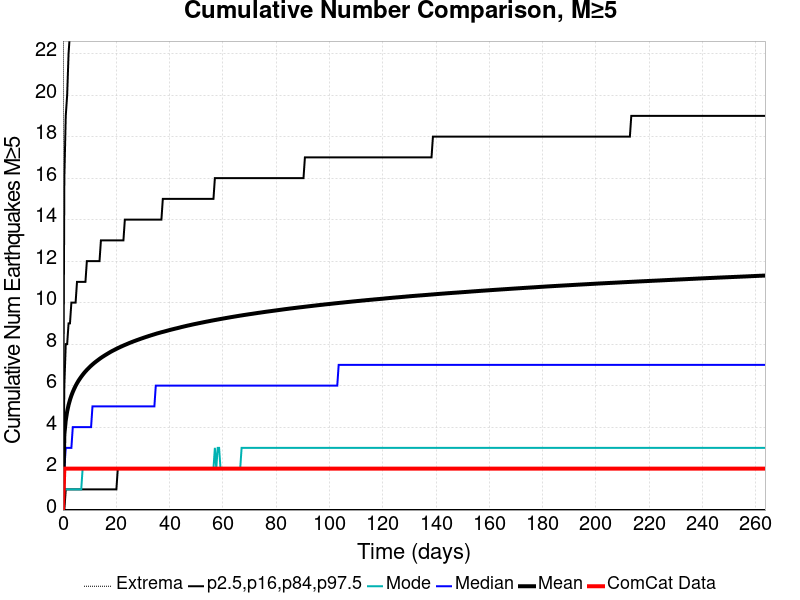 Cumulative Number Comparison, M≥5
Cumulative Num Earthquakes M≥5
22
20
18
16
14
12
10
8
6
4
2
0
0 20 40 60 80 100 120 140 160 180 200 220 240 260
Time (days)
Extrema p2.5,p16,p84,p97.5 Mode Median Mean ComCat Data